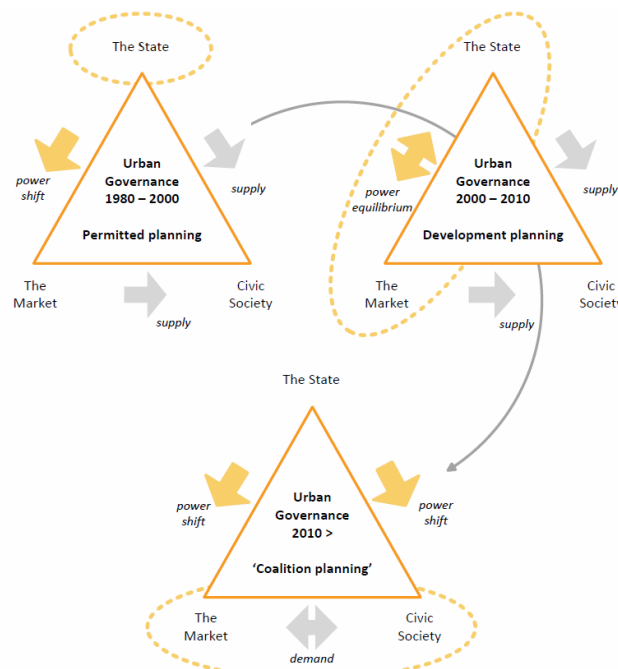 The State
power
shift
Urban
Governance
1980 – 2000
Permitted planning
supply
The
Market
supply
Civic
Society
The State
power
equilibrium
Urban
Governance
2000 – 2010
Development planning
supply
The
Market
supply
Civic
Society
The State
power
shift
Urban
Governance
2010 >
‘Coalition planning’
power
shift
The
Market
demand
Civic
Society